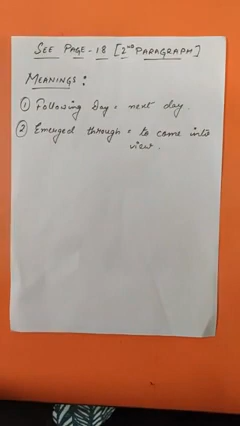 SEE PAGE-18 [2nd PARAGRAPH]
MEANINGS:
① Following Day = next day.
② Emerged through = to come into
view.